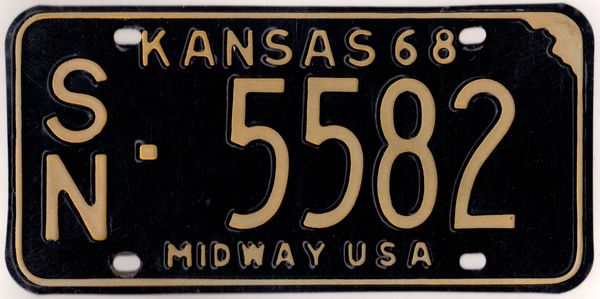 KANSAS 68
SN · 5582
MIDWAY USA